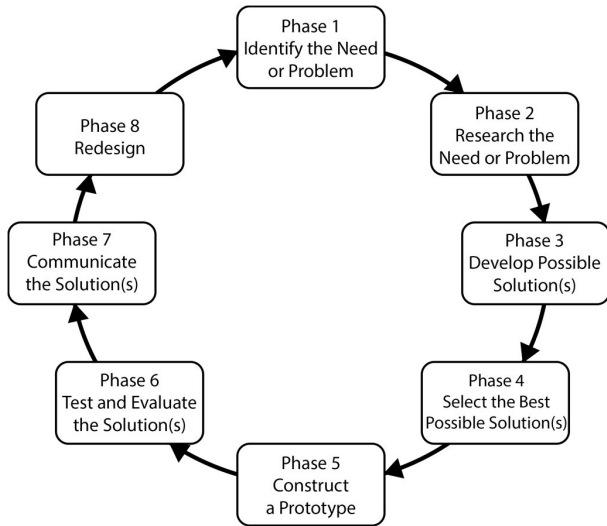 Phase 1
Identify the Need
or Problem
Phase 2
Research the
Need or Problem
Phase 3
Develop Possible
Solution(s)
Phase 4
Select the Best
Possible Solution(s)
Phase 5
Construct
a Prototype
Phase 6
Test and Evaluate
the Solution(s)
Phase 7
Communicate
the Solution(s)
Phase 8
Redesign